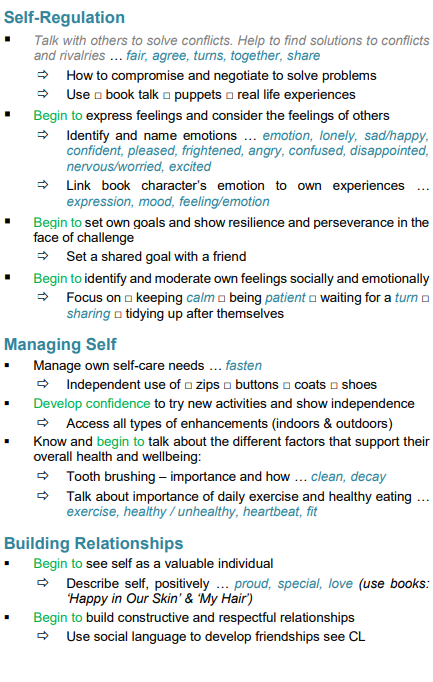 Self-Regulation
▪ Talk with others to solve conflicts. Help to find solutions to conflicts
and rivalries … fair, agree, turns, together, share
⇨ How to compromise and negotiate to solve problems
⇨ Use □ book talk □ puppets □ real life experiences
▪ Begin to express feelings and consider the feelings of others
⇨ Identify and name emotions … emotion, lonely, sad/happy,
confident, pleased, frightened, angry, confused, disappointed,
nervous/worried, excited
⇨ Link book character's emotion to own experiences …
expression, mood, feeling/emotion
▪ Begin to set own goals and show resilience and perseverance in the
face of challenge
⇨ Set a shared goal with a friend
▪ Begin to identify and moderate own feelings socially and emotionally
⇨ Focus on □ keeping calm □ being patient □ waiting for a turn □
sharing □ tidying up after themselves
Managing Self
▪ Manage own self-care needs … fasten
⇨ Independent use of □ zips □ buttons □ coats □ shoes
▪ Develop confidence to try new activities and show independence
⇨ Access all types of enhancements (indoors & outdoors)
▪ Know and begin to talk about the different factors that support their
overall health and wellbeing:
⇨ Tooth brushing – importance and how … clean, decay
⇨ Talk about importance of daily exercise and healthy eating …
exercise, healthy / unhealthy, heartbeat, fit
Building Relationships
▪ Begin to see self as a valuable individual
⇨ Describe self, positively … proud, special, love (use books:
'Happy in Our Skin' & 'My Hair')
▪ Begin to build constructive and respectful relationships
⇨ Use social language to develop friendships see CL